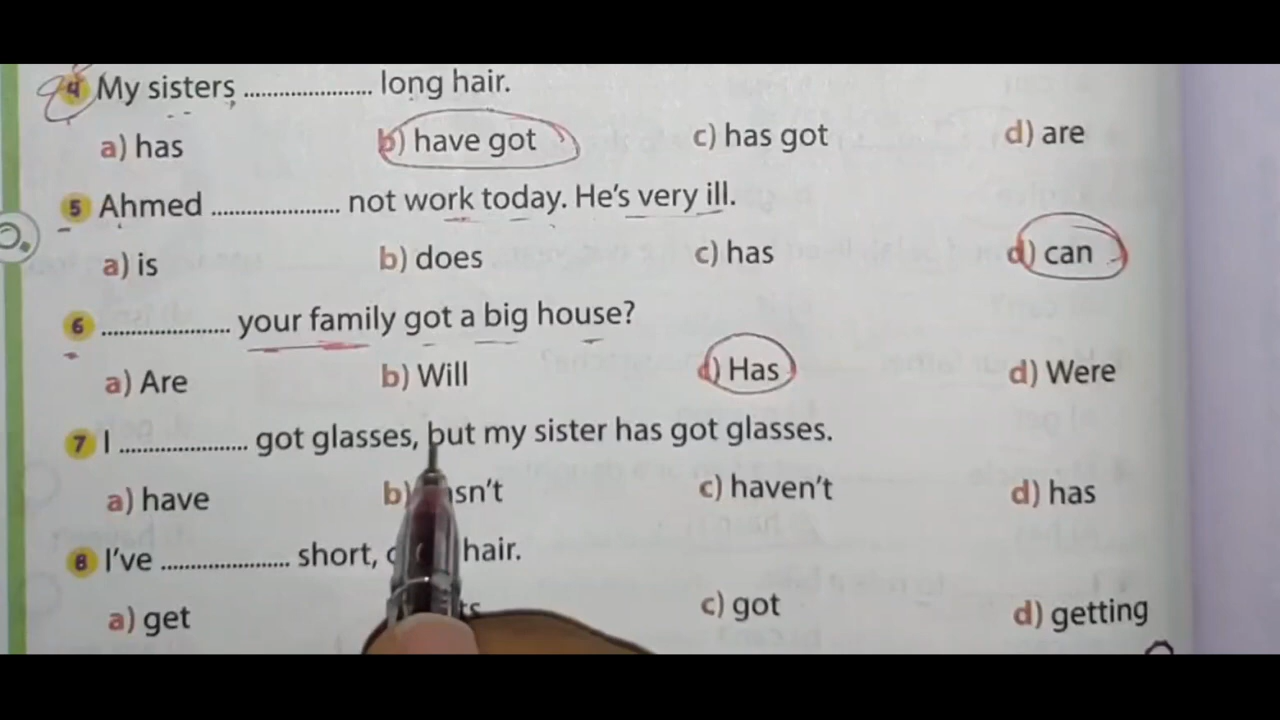 4 My sisters ..................... long hair.
a) has b) have got c) has got d) are
5 Ahmed ..................... not work today. He's very ill.
a) is b) does c) has d) can
6 ..................... your family got a big house?
a) Are b) Will c) Has d) Were
7 I ..................... got glasses, but my sister has got glasses.
a) have b) sn't c) haven't d) has
8 I've ..................... short, hair.
a) get c) got d) getting